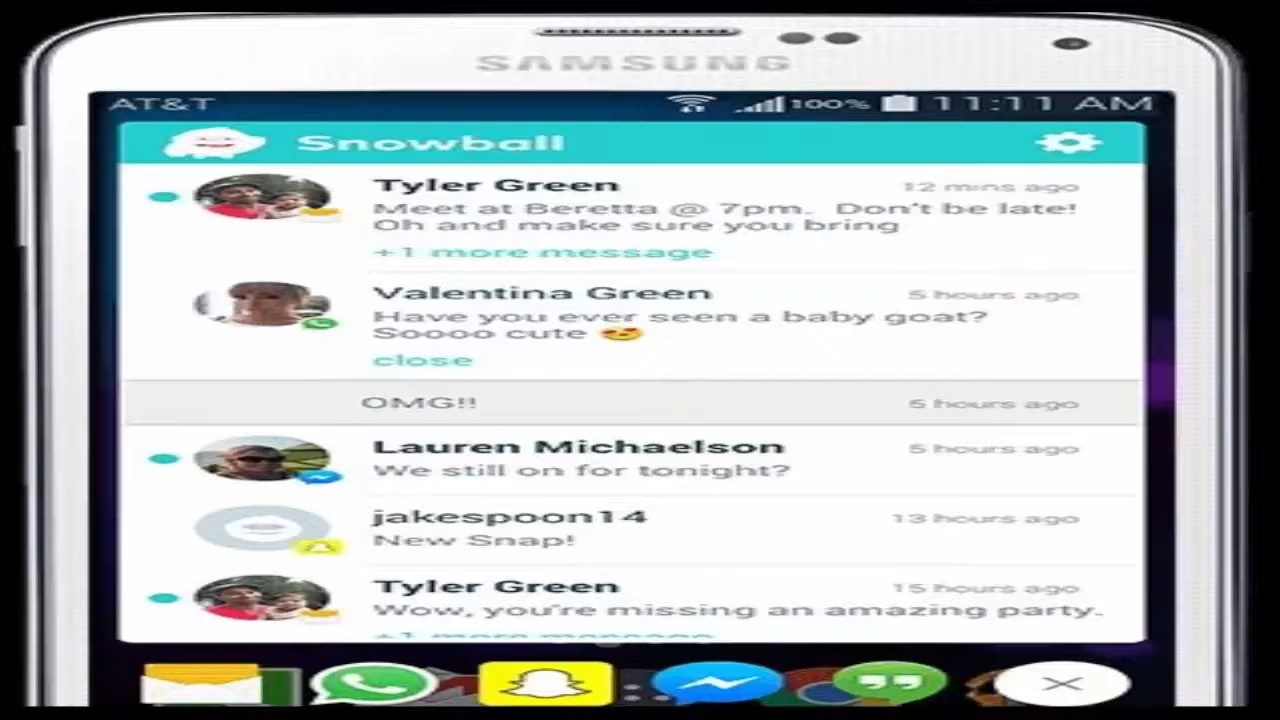 SAMSUNG
AT&T 100% 11:11 AM
Snowball
Tyler Green 12 mins ago
Meet at Beretta @ 7pm. Don't be late!
Oh and make sure you bring
+1 more message
Valentina Green 5 hours ago
Have you ever seen a baby goat?
Soooo cute 😍
close
OMG!! 5 hours ago
Lauren Michaelson 5 hours ago
We still on for tonight?
jakespoon14 13 hours ago
New Snap!
Tyler Green 15 hours ago
Wow, you're missing an amazing party.
+1 more message